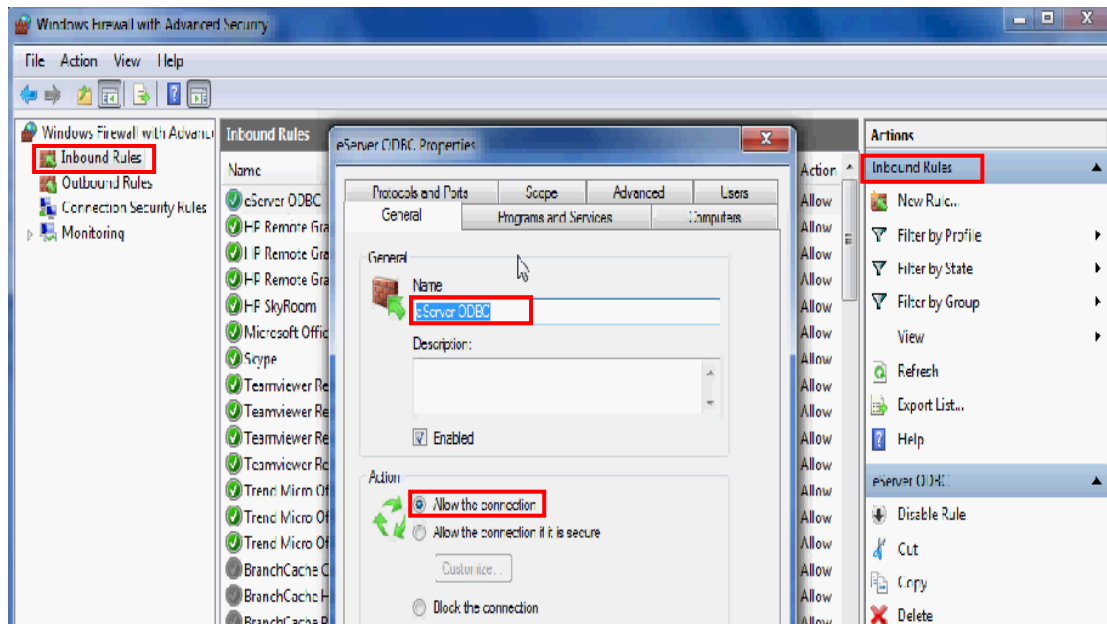 Windows Firewall with Advanced Security
File Action View Help
Windows Firewall with Advanc
Inbound Rules
Outbound Rules
Connection Security Rules
Monitoring
Inbound Rules
Name
Action
eServer ODBC
Allow
HP Remote Gra
Allow
HP Remote Gra
Allow
HP Remote Gra
Allow
HP SkyRoom
Allow
Microsoft Offic
Allow
Skype
Allow
Teamviewer Re
Allow
Teamviewer Re
Allow
Teamviewer Re
Allow
Teamviewer Re
Allow
Trend Micro Of
Allow
Trend Micro Of
Allow
Trend Micro Of
Allow
BranchCache C
Allow
BranchCache H
Allow
BranchCache P
Allow
eServer ODBC Properties
Protocols and Ports Scope Advanced Users
General Programs and Services Computers
General
Name
eServer ODBC
Description:
Enabled
Action
Allow the connection
Allow the connection if it is secure
Customize...
Block the connection
Actions
Inbound Rules
New Rule...
Filter by Profile
Filter by State
Filter by Group
View
Refresh
Export List...
Help
eServer ODBC
Disable Rule
Cut
Copy
Delete